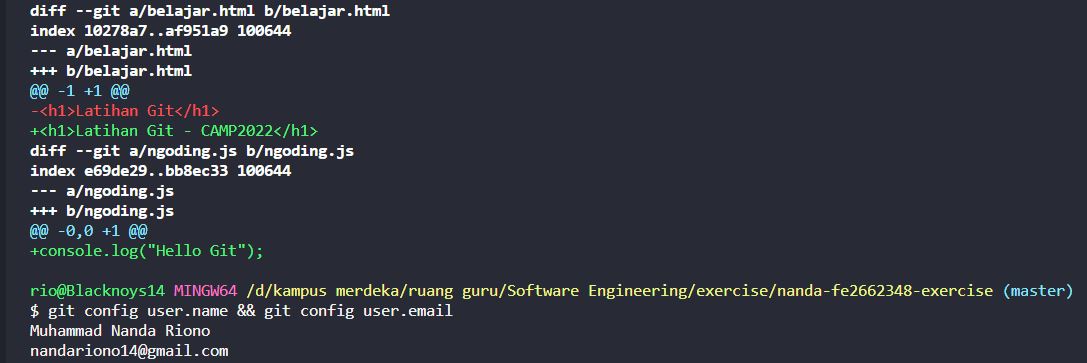 diff --git a/belajar.html b/belajar.html
index 10278a7..af951a9 100644
--- a/belajar.html
+++ b/belajar.html
@@ -1 +1 @@
-<h1>Latihan Git</h1>
+<h1>Latihan Git - CAMP2022</h1>
diff --git a/ngoding.js b/ngoding.js
index e69de29..bb8ec33 100644
--- a/ngoding.js
+++ b/ngoding.js
@@ -0,0 +1 @@
+console.log("Hello Git");
rio@Blacknoys14 MINGW64 /d/kampus merdeka/ruang guru/Software Engineering/exercise/nanda-fe2662348-exercise (master)
$ git config user.name && git config user.email
Muhammad Nanda Riono
nandariono14@gmail.com